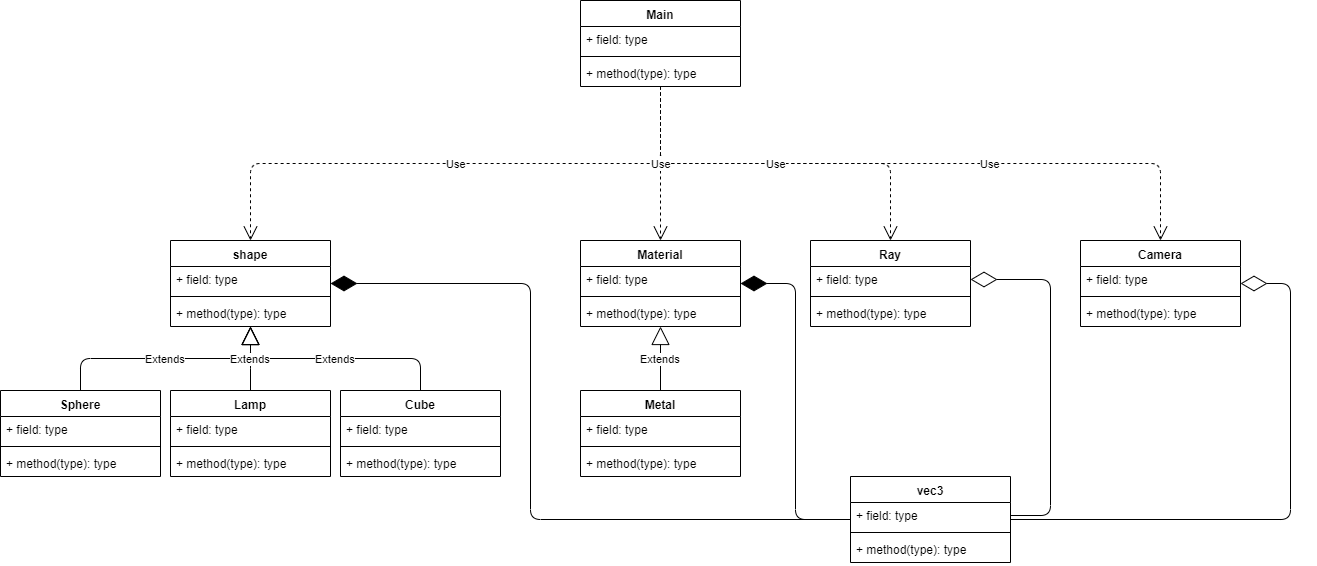 Main
+ field: type
+ method(type): type
Use
Use
Use
Use
shape
+ field: type
+ method(type): type
Material
+ field: type
+ method(type): type
Ray
+ field: type
+ method(type): type
Camera
+ field: type
+ method(type): type
Extends
Extends
Extends
Extends
Sphere
+ field: type
+ method(type): type
Lamp
+ field: type
+ method(type): type
Cube
+ field: type
+ method(type): type
Metal
+ field: type
+ method(type): type
vec3
+ field: type
+ method(type): type